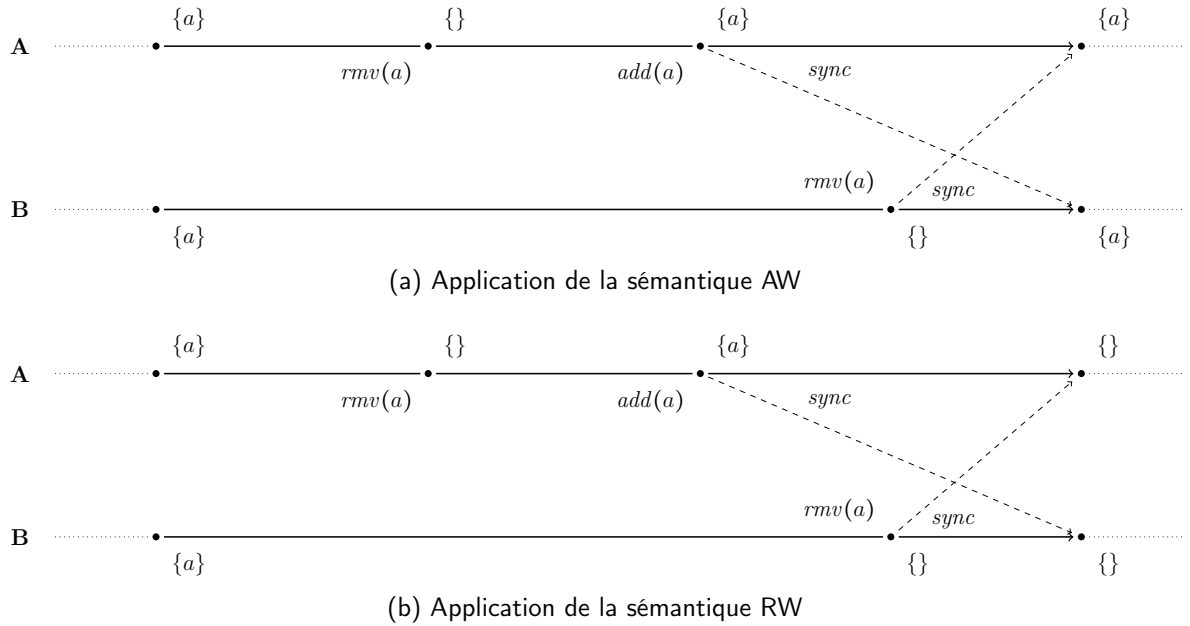 {a} {} {a} {a}
A
rmv(a) add(a) sync
rmv(a)
B sync
{a} {} {a}
(a) Application de la sémantique AW
{a} {} {a} {}
A
rmv(a) add(a) sync
rmv(a)
B sync
{a} {} {}
(b) Application de la sémantique RW